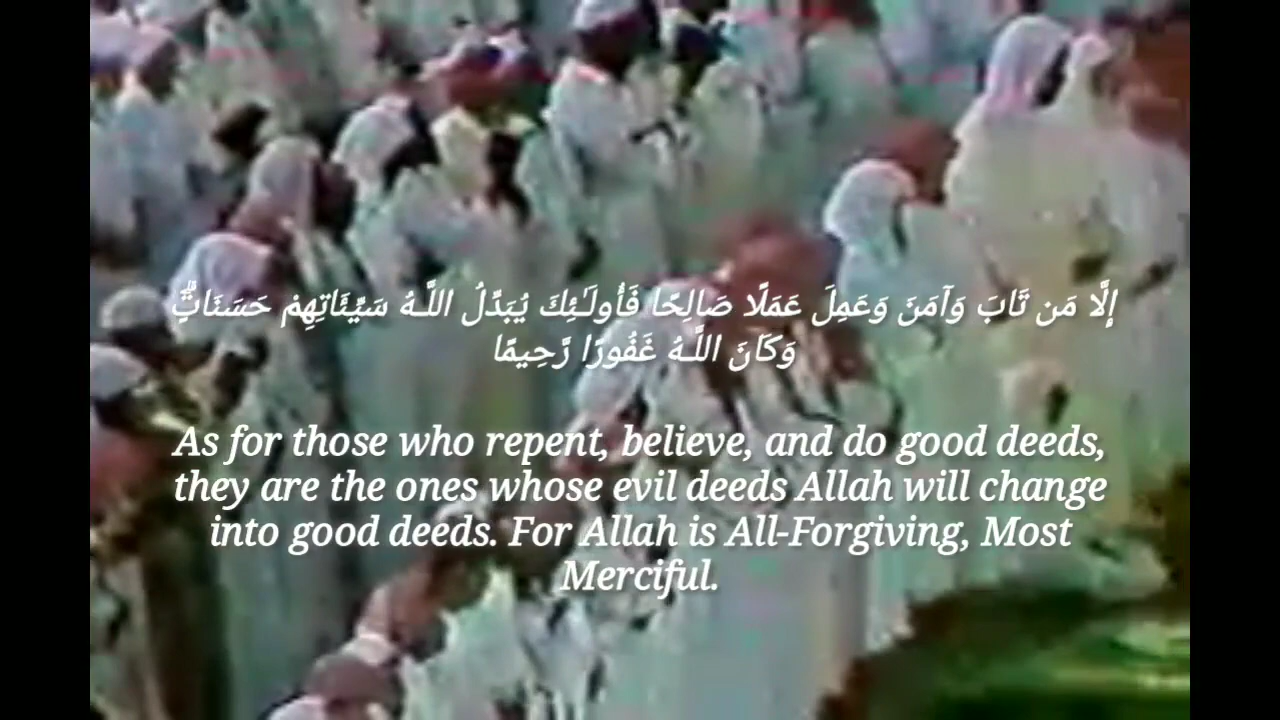 إِلَّا مَن تَابَ وَآمَنَ وَعَمِلَ عَمَلًا صَالِحًا فَأُولَـٰئِكَ يُبَدِّلُ اللَّـهُ سَيِّئَاتِهِمْ حَسَنَاتٍۗ
وَكَانَ اللَّـهُ غَفُورًا رَّحِيمًا
As for those who repent, believe, and do good deeds,
they are the ones whose evil deeds Allah will change
into good deeds. For Allah is All-Forgiving, Most
Merciful.